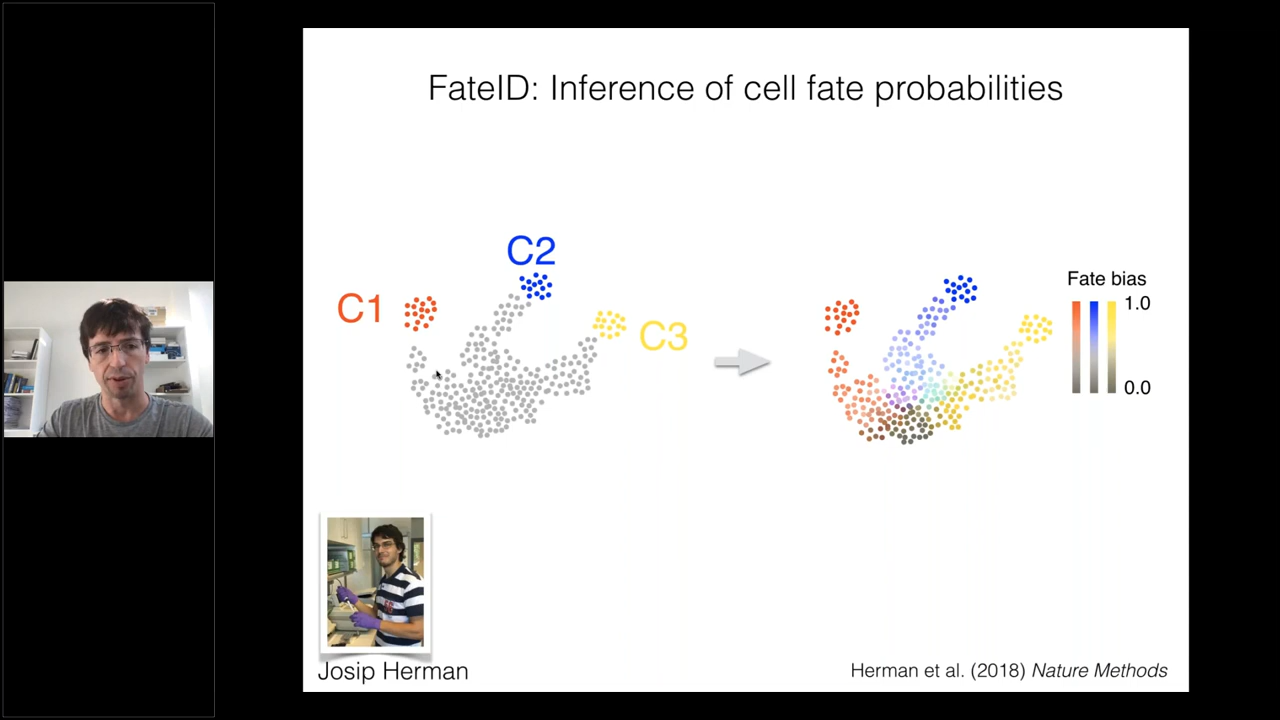 FateID: Inference of cell fate probabilities
C2
C1
C3
Fate bias
1.0
0.0
Josip Herman
Herman et al. (2018) Nature Methods